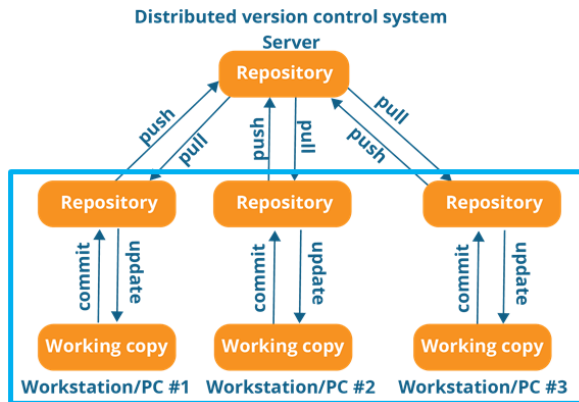 Distributed version control system
Server
Repository
push
pull
push
pull
push
pull
Repository
Repository
Repository
commit
update
commit
update
commit
update
Working copy
Working copy
Working copy
Workstation/PC #1
Workstation/PC #2
Workstation/PC #3